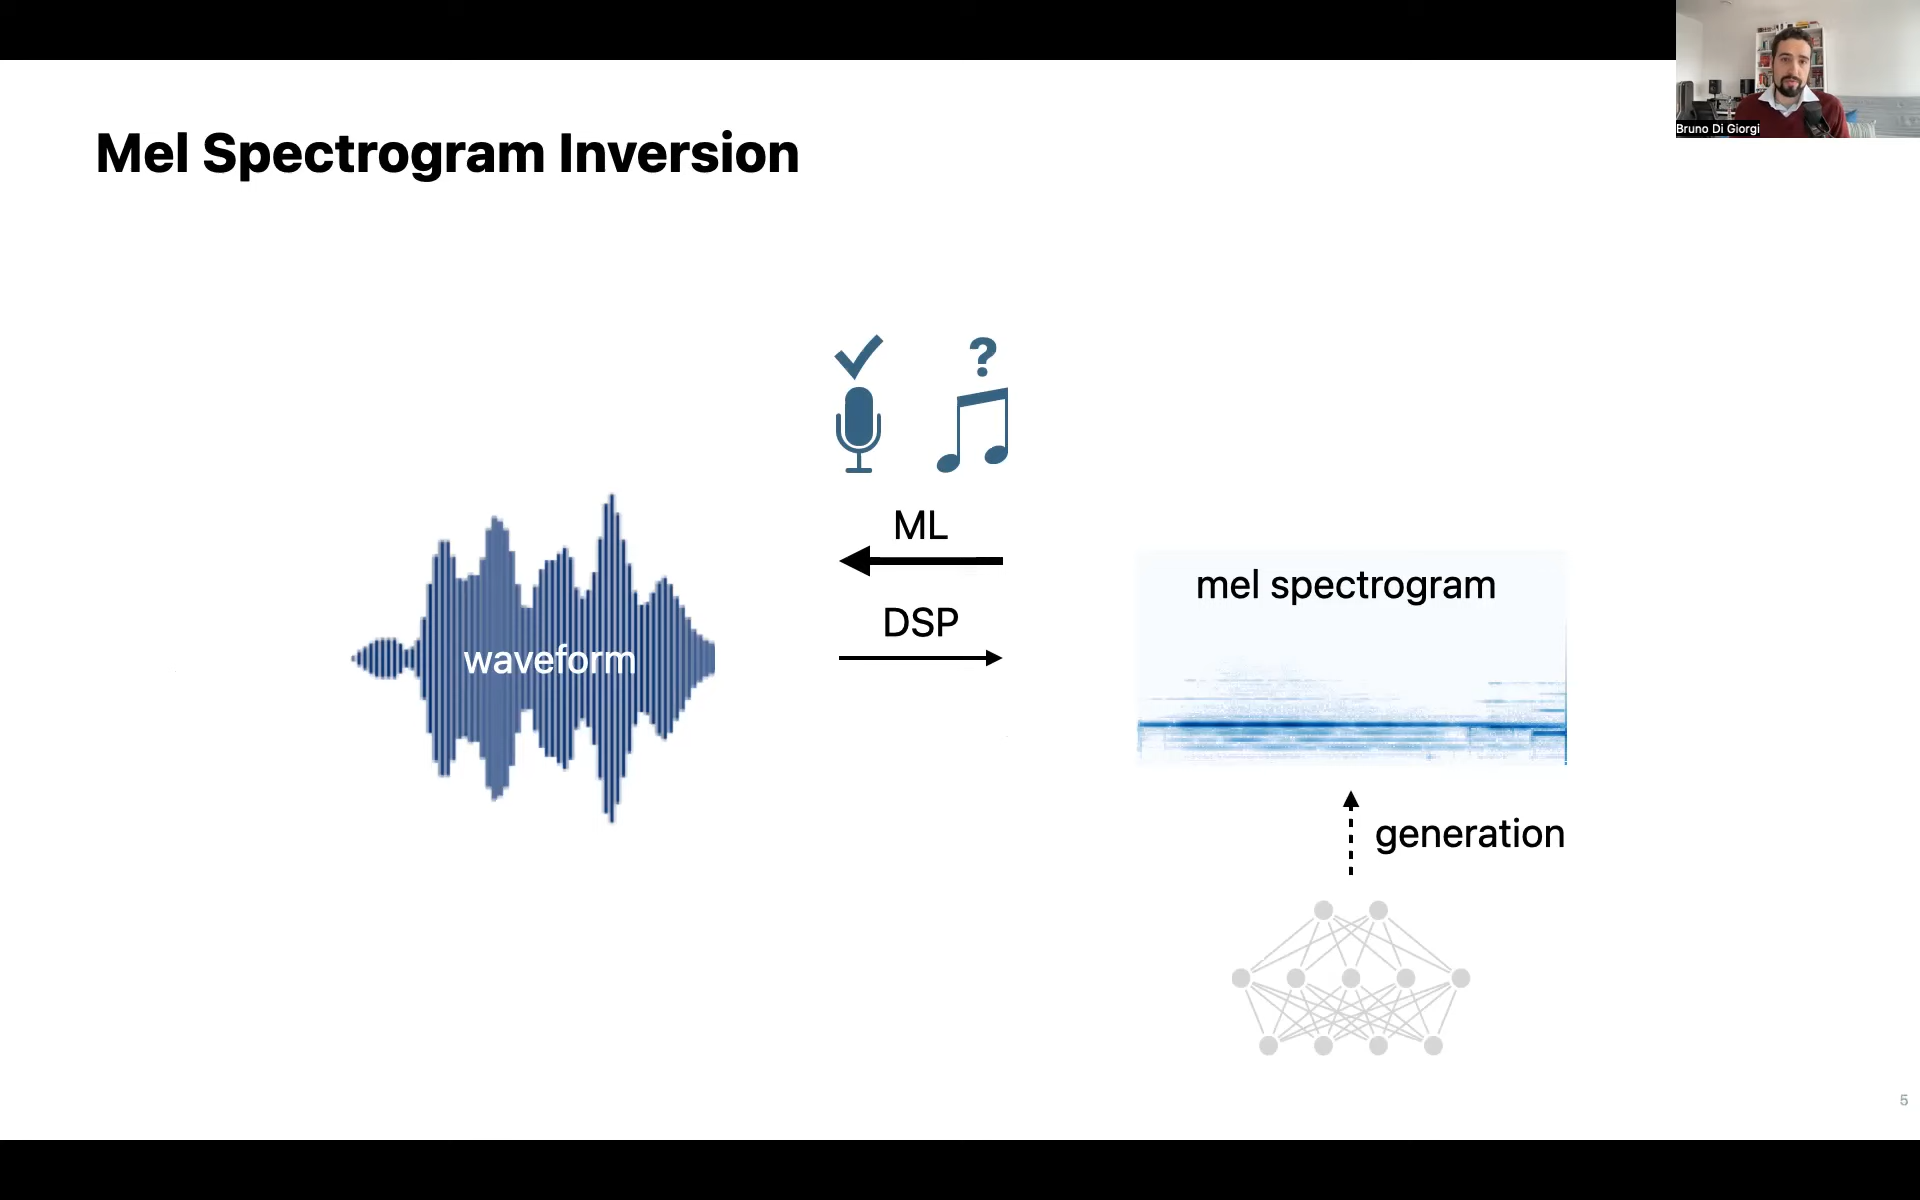 Bruno Di Giorgi
Mel Spectrogram Inversion
?
ML
DSP
waveform
mel spectrogram
generation
5